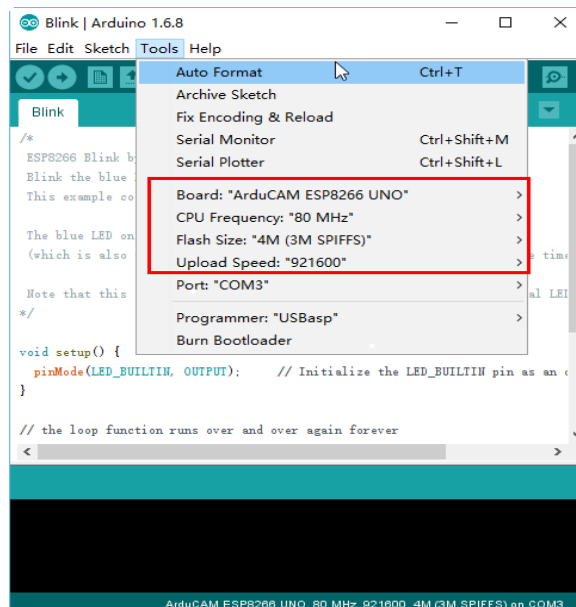 Blink | Arduino 1.6.8
File Edit Sketch Tools Help
Auto Format Ctrl+T
Archive Sketch
Blink
Fix Encoding & Reload
/*
Serial Monitor Ctrl+Shift+M
ESP8266 Blink b
Serial Plotter Ctrl+Shift+L
Blink the blue
This example co
Board: "ArduCAM ESP8266 UNO"
CPU Frequency: "80 MHz"
The blue LED on
Flash Size: "4M (3M SPIFFS)"
(which is also
time
Upload Speed: "921600"
Port: "COM3"
Note that this
al LED
*/
Programmer: "USBasp"
Burn Bootloader
void setup() {
pinMode(LED_BUILTIN, OUTPUT); // Initialize the LED_BUILTIN pin as an
}
// the loop function runs over and over again forever
ArduCAM ESP8266 UNO, 80 MHz, 921600, 4M (3M SPIFFS) on COM3